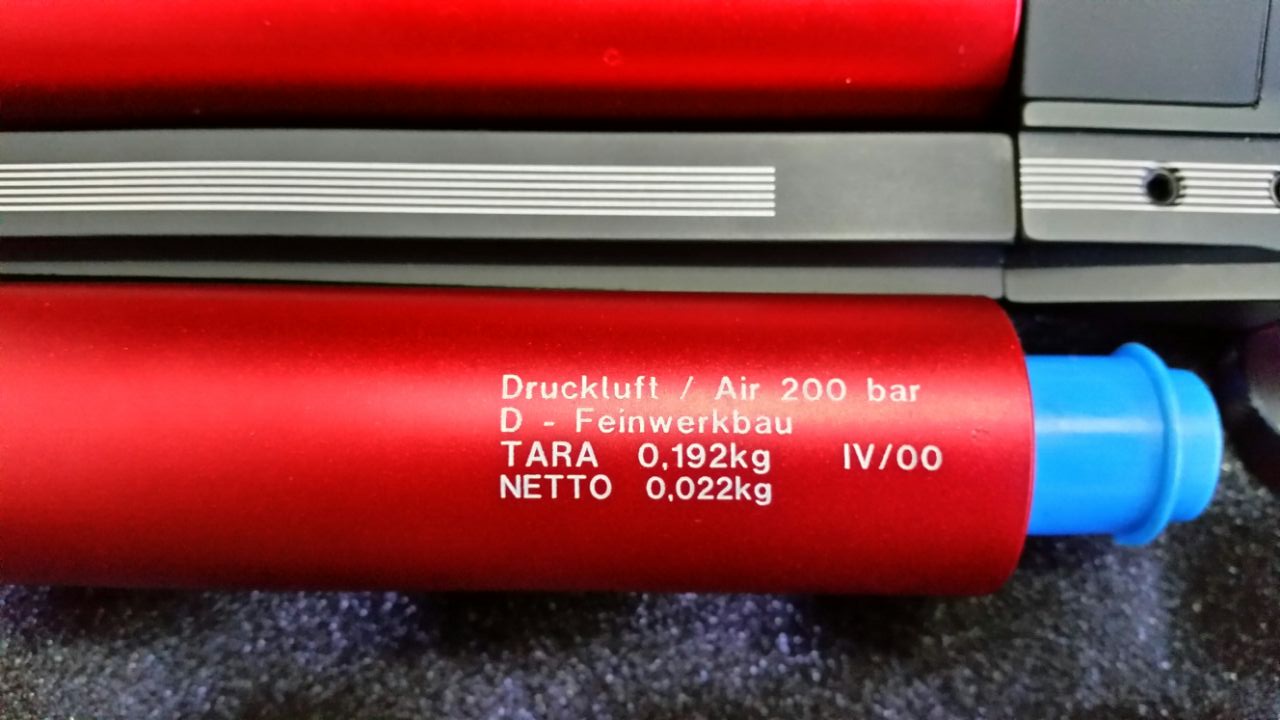 Druckluft / Air 200 bar
D - Feinwerkbau
TARA 0,192kg IV/00
NETTO 0,022kg